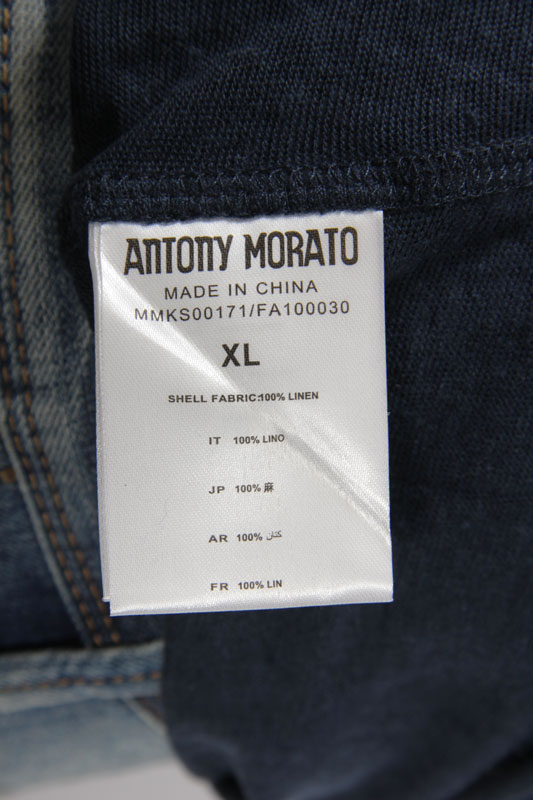 ANTONY MORATO
MADE IN CHINA
MMKS00171/FA100030
XL
SHELL FABRIC:100% LINEN
IT 100% LINO
JP 100% 麻
AR 100% كتان
FR 100% LIN